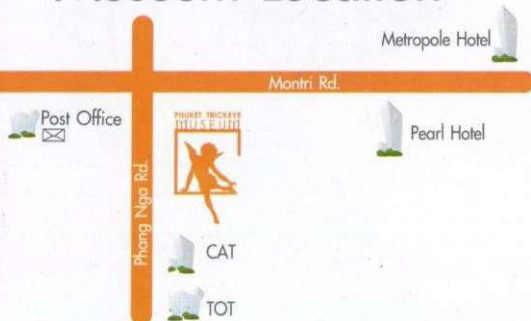 Museum Location
Metropole Hotel
Montri Rd.
Post Office
PHUKET TRICKEYE
MUSEUM
Pearl Hotel
Phang Nga Rd.
CAT
TOT